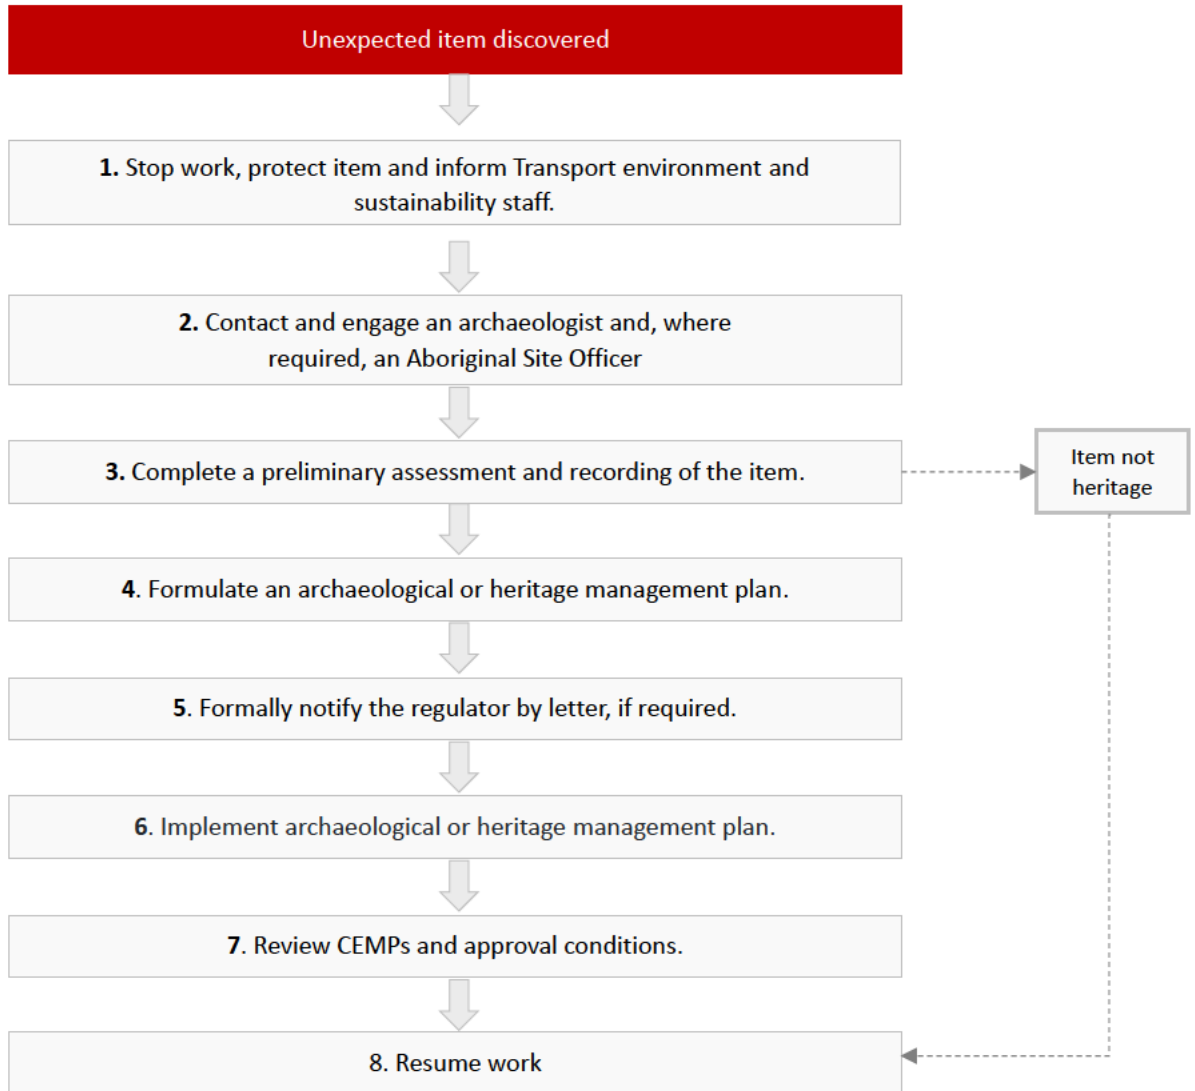 Unexpected item discovered
1. Stop work, protect item and inform Transport environment and
sustainability staff.
2. Contact and engage an archaeologist and, where
required, an Aboriginal Site Officer
3. Complete a preliminary assessment and recording of the item.
Item not
heritage
4. Formulate an archaeological or heritage management plan.
5. Formally notify the regulator by letter, if required.
6. Implement archaeological or heritage management plan.
7. Review CEMPs and approval conditions.
8. Resume work